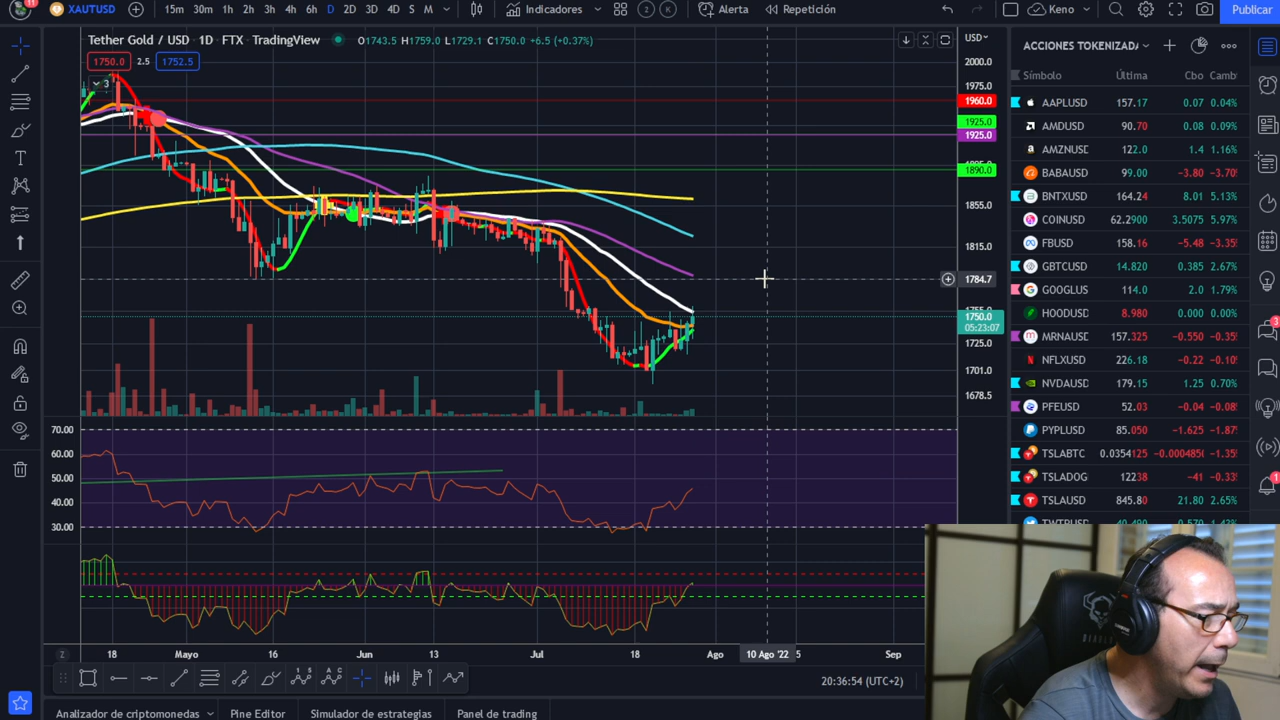 11
XAUTUSD
15m 30m 1h 2h 3h 4h 6h D 2D 3D 4D S M
Indicadores
2 K
Alerta
Repetición
Keno
Publicar
Tether Gold / USD · 1D · FTX · TradingView
O1743.5 H1759.0 L1729.1 C1750.0 +6.5 (+0.37%)
1750.0 2.5 1752.5
3
USD
2000.0
1975.0
1960.0
1925.0
1925.0
1890.0
1855.0
1815.0
1784.7
1750.0
05:23:07
1725.0
1701.0
1678.5
70.00
60.00
50.00
40.00
30.00
18 Mayo 16 Jun 13 Jul 18 Ago 10 Ago '22 Sep
20:36:54 (UTC+2)
Analizador de criptomonedas
Pine Editor
Simulador de estrategias
Panel de trading
ACCIONES TOKENIZADA
Símbolo Última Cbo Camb
AAPLUSD 157.17 0.07 0.04%
AMDUSD 90.70 0.08 0.09%
AMZNUSD 122.0 1.4 1.16%
BABAUSD 99.00 -3.80 -3.70
BNTXUSD 164.24 8.01 5.13%
COINUSD 62.2900 3.5075 5.97%
FBUSD 158.16 -5.48 -3.35
GBTCUSD 14.820 0.385 2.67%
GOOGLUS 114.0 2.0 1.79%
HOODUSD 8.980 0.000 0.00%
MRNAUSD 157.325 -0.550 -0.35
NFLXUSD 226.18 -0.22 -0.10
NVDAUSD 179.15 1.25 0.70%
PFEUSD 52.03 -0.04 -0.08
PYPLUSD 85.050 -1.625 -1.87
TSLABTC 0.0354125 -0.000485 -1.35
TSLADOG 12238 -41 -0.33
TSLAUSD 845.80 21.80 2.65%